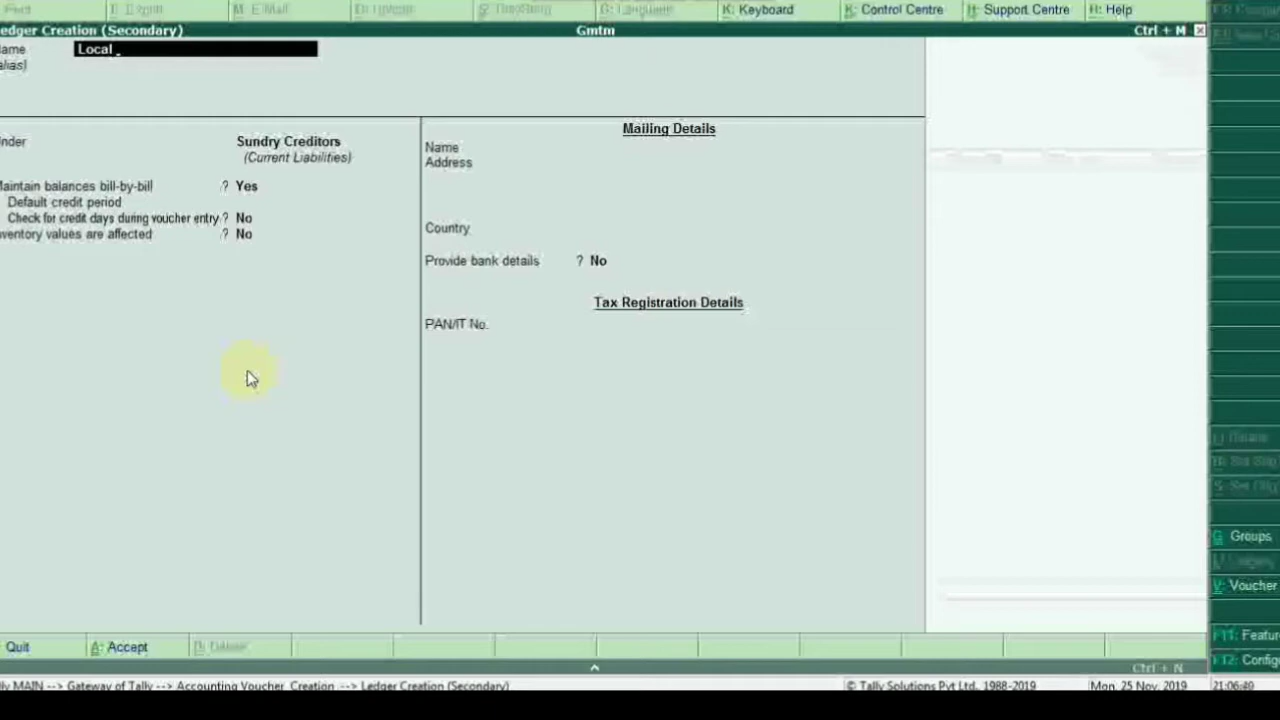 K: Keyboard K: Control Centre H: Support Centre H: Help
edger Creation (Secondary) Gmtm Ctrl + M
ame Local
alias)
nder Sundry Creditors
(Current Liabilities)
aintain balances bill-by-bill ? Yes
Default credit period
Check for credit days during voucher entry ? No
ventory values are affected ? No
Mailing Details
Name
Address
Country
Provide bank details ? No
Tax Registration Details
PAN/IT No.
G: Groups
V: Voucher
F11: Featur
F12: Config
Quit A: Accept D: Delete
Ctrl + N
ly MAIN --> Gateway of Tally --> Accounting Voucher Creation --> Ledger Creation (Secondary) © Tally Solutions Pvt Ltd., 1988-2019 Mon, 25 Nov, 2019 21:06:49